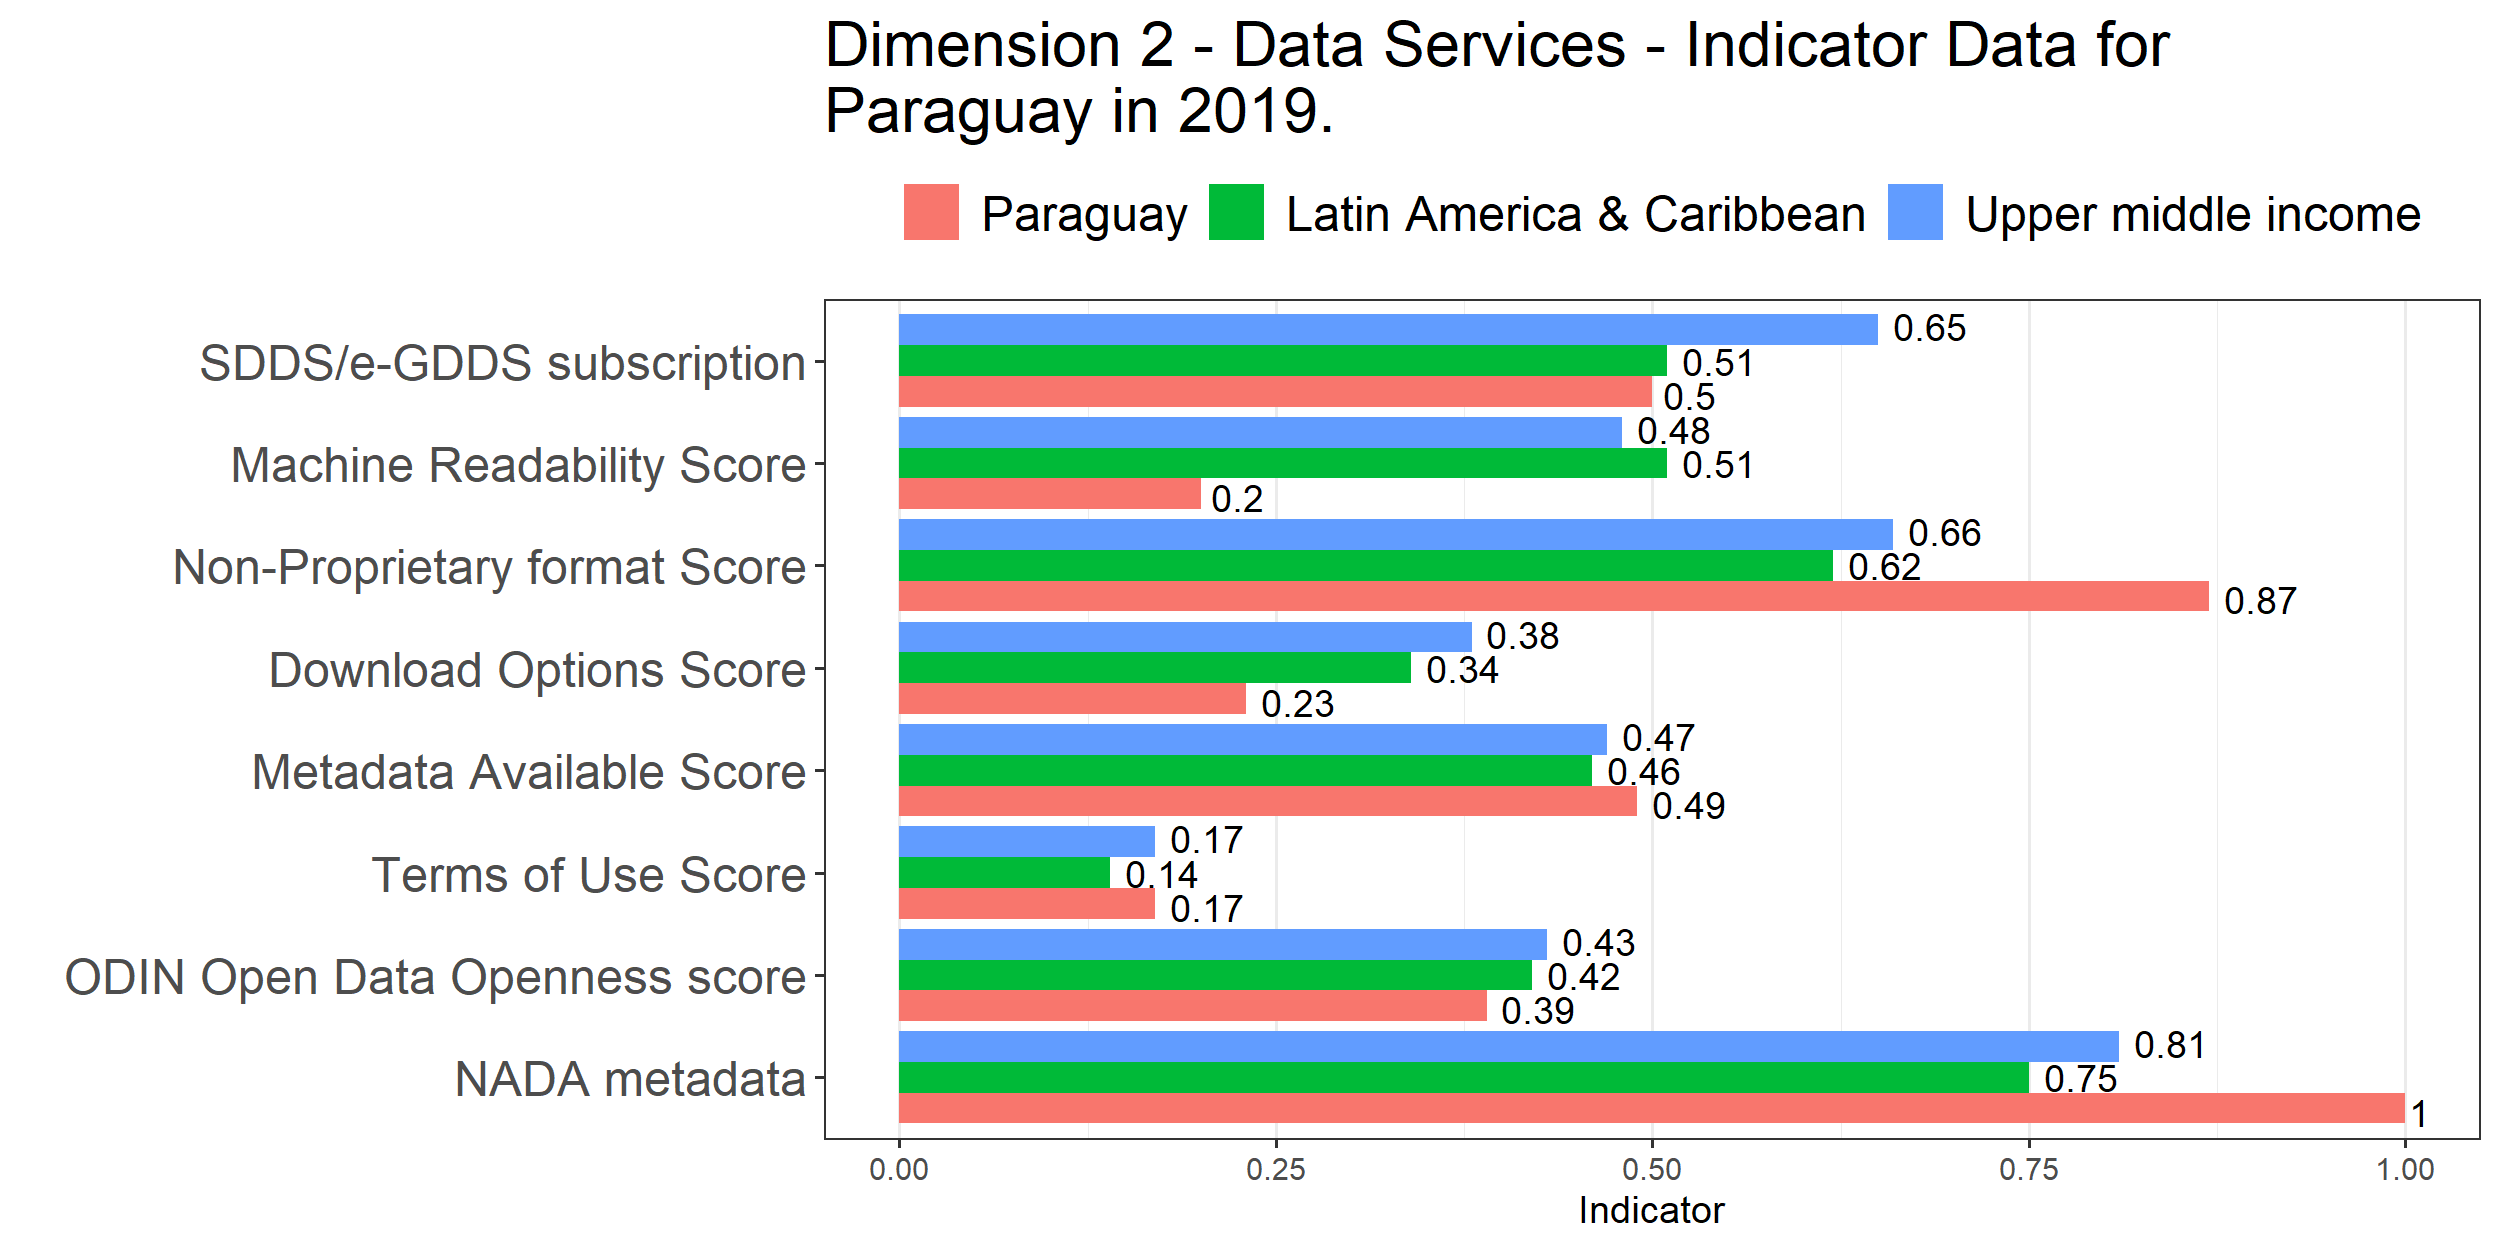 Dimension 2 - Data Services - Indicator Data for
Paraguay in 2019.
Paraguay
Latin America & Caribbean
Upper middle income
SDDS/e-GDDS subscription
0.65
0.51
0.5
Machine Readability Score
0.48
0.51
0.2
Non-Proprietary format Score
0.66
0.62
0.87
Download Options Score
0.38
0.34
0.23
Metadata Available Score
0.47
0.46
0.49
Terms of Use Score
0.17
0.14
0.17
ODIN Open Data Openness score
0.43
0.42
0.39
NADA metadata
0.81
0.75
1
0.00
0.25
0.50
0.75
1.00
Indicator